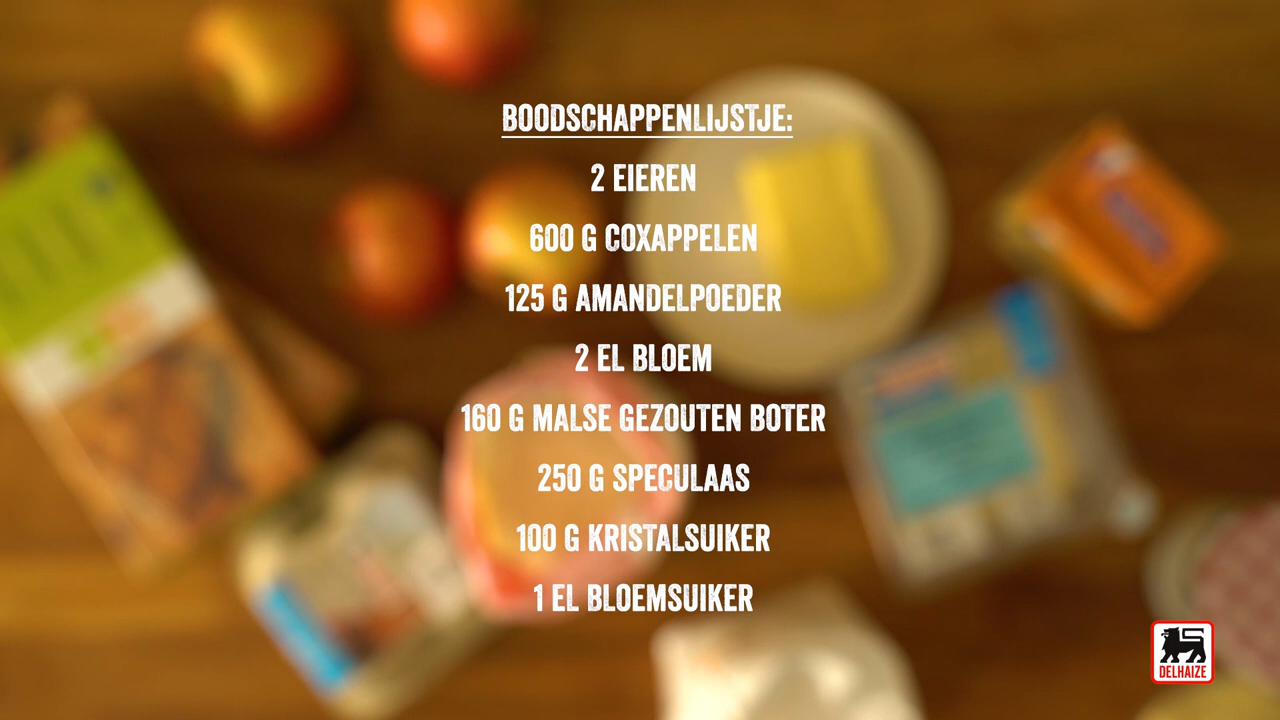 BOODSCHAPPENLIJSTJE:
2 EIEREN
600 G COXAPPELEN
125 G AMANDELPOEDER
2 EL BLOEM
160 G MALSE GEZOUTEN BOTER
250 G SPECULAAS
100 G KRISTALSUIKER
1 EL BLOEMSUIKER
DELHAIZE